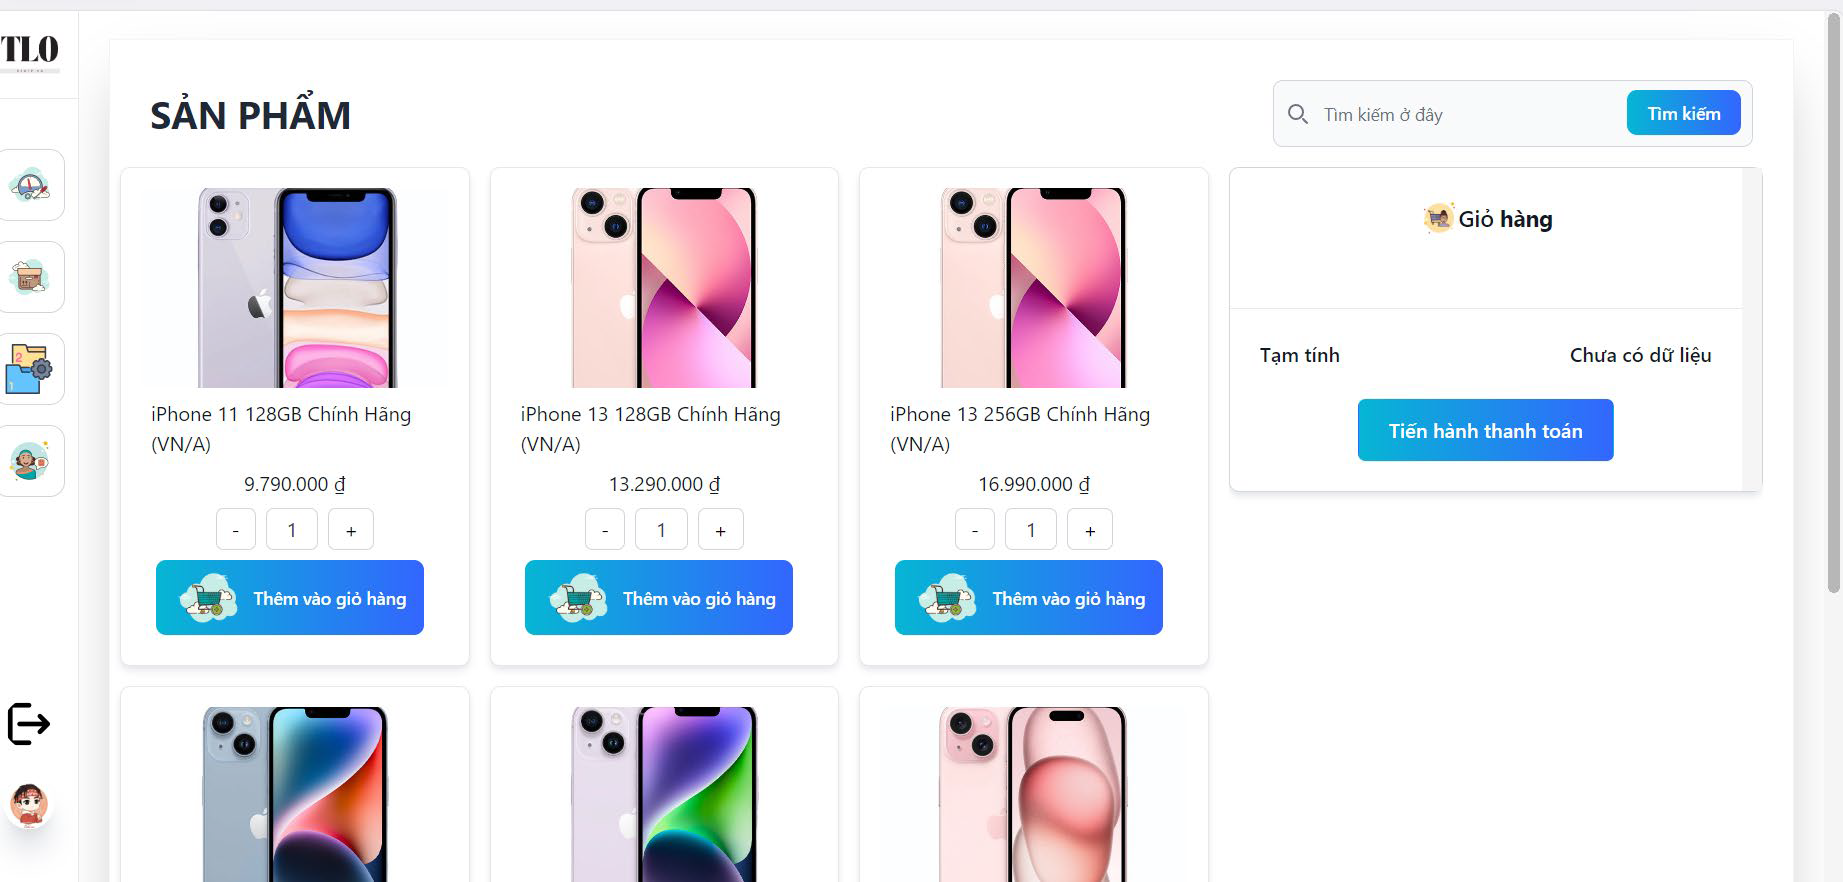 TLO
SẢN PHẨM
Tìm kiếm ở đây
Tìm kiếm
Giỏ hàng
Tạm tính
Chưa có dữ liệu
Tiến hành thanh toán
iPhone 11 128GB Chính Hãng
(VN/A)
9.790.000 ₫
- 1 +
Thêm vào giỏ hàng
iPhone 13 128GB Chính Hãng
(VN/A)
13.290.000 ₫
- 1 +
Thêm vào giỏ hàng
iPhone 13 256GB Chính Hãng
(VN/A)
16.990.000 ₫
- 1 +
Thêm vào giỏ hàng
2
1